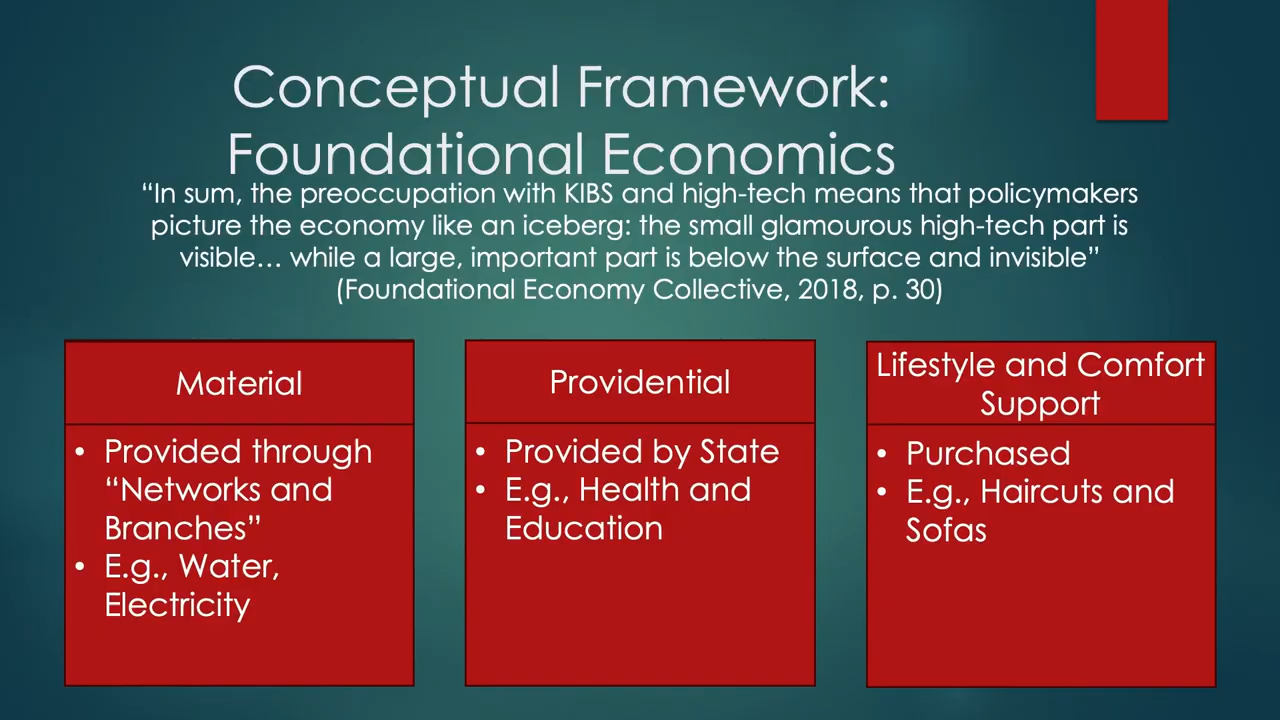 Conceptual Framework:
Foundational Economics
“In sum, the preoccupation with KIBS and high-tech means that policymakers
picture the economy like an iceberg: the small glamourous high-tech part is
visible… while a large, important part is below the surface and invisible”
(Foundational Economy Collective, 2018, p. 30)
Material
• Provided through
“Networks and
Branches”
• E.g., Water,
Electricity
Providential
• Provided by State
• E.g., Health and
Education
Lifestyle and Comfort
Support
• Purchased
• E.g., Haircuts and
Sofas